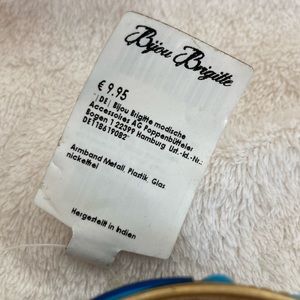 Bijou Brigitte
€ 9,95
|DE| Bijou Brigitte modische
Accessoires AG Poppenbütteler
Bogen 1 22399 Hamburg Ust.-Id.-Nr.:
DE118619082
Armband Metall Plastik Glas
nickelfrei
Hergestellt in Indien